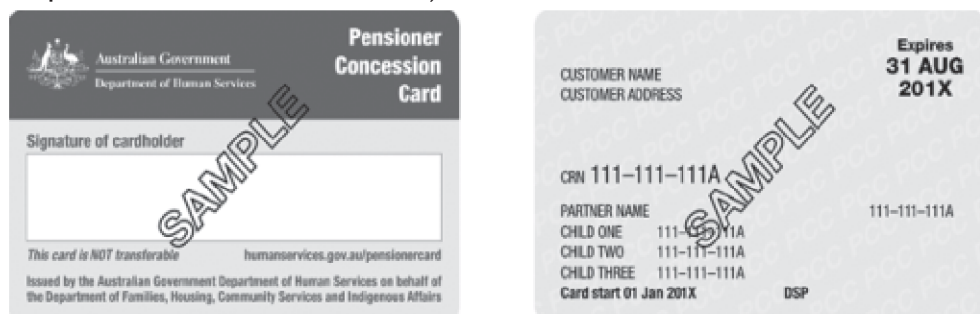 Australian Government
Department of Human Services
Pensioner
Concession
Card
Signature of cardholder
SAMPLE
This card is NOT transferable humanservices.gov.au/pensionercard
Issued by the Australian Government Department of Human Services on behalf of
the Department of Families, Housing, Community Services and Indigenous Affairs
Expires
31 AUG
201X
CUSTOMER NAME
CUSTOMER ADDRESS
SAMPLE
CRN 111–111–111A
PARTNER NAME 111–111–111A
CHILD ONE 111–111–111A
CHILD TWO 111–111–111A
CHILD THREE 111–111–111A
Card start 01 Jan 201X DSP